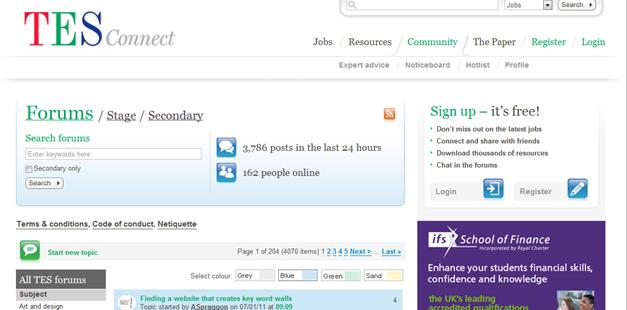 Jobs
Search
TES Connect
Jobs / Resources / Community / The Paper / Register / Login
Expert advice / Noticeboard / Hotlist / Profile
Forums / Stage / Secondary
Search forums
Enter keywords here
Secondary only
Search
3,786 posts in the last 24 hours
162 people online
Sign up – it's free!
Don't miss out on the latest jobs
Connect and share with friends
Download thousands of resources
Chat in the forums
Login
Register
Terms & conditions, Code of conduct, Netiquette
Start new topic
Page 1 of 204 (4070 items) 1 2 3 4 5 Next > ... Last »
Select colour: Grey Blue Green Sand
All TES forums
Subject
Art and design
Finding a website that creates key word walls
4
Topic started by ASpraggon on 07/01/11 at 09:09
ifs School of Finance
Incorporated by Royal Charter
Enhance your students financial skills,
confidence and knowledge
the UK's leading
accredited qualifications